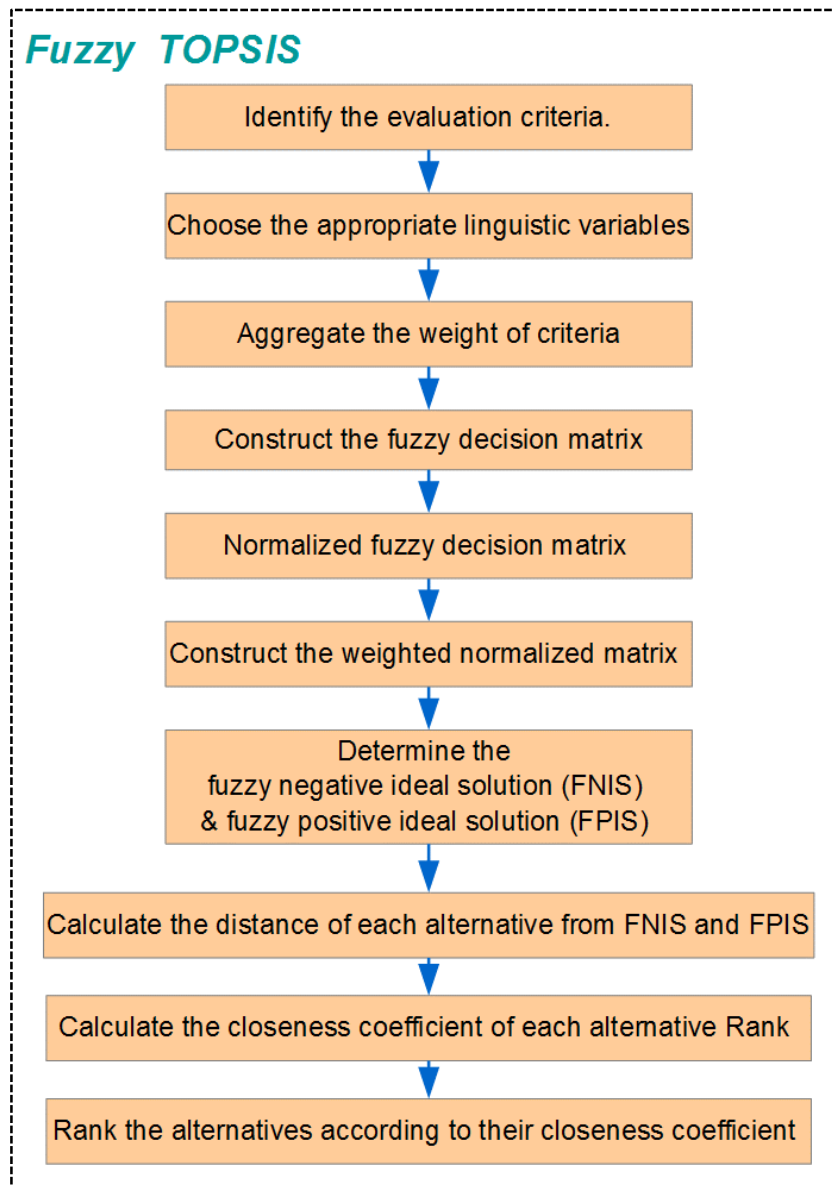 Fuzzy TOPSIS
Identify the evaluation criteria.
Choose the appropriate linguistic variables
Aggregate the weight of criteria
Construct the fuzzy decision matrix
Normalized fuzzy decision matrix
Construct the weighted normalized matrix
Determine the
fuzzy negative ideal solution (FNIS)
& fuzzy positive ideal solution (FPIS)
Calculate the distance of each alternative from FNIS and FPIS
Calculate the closeness coefficient of each alternative Rank
Rank the alternatives according to their closeness coefficient